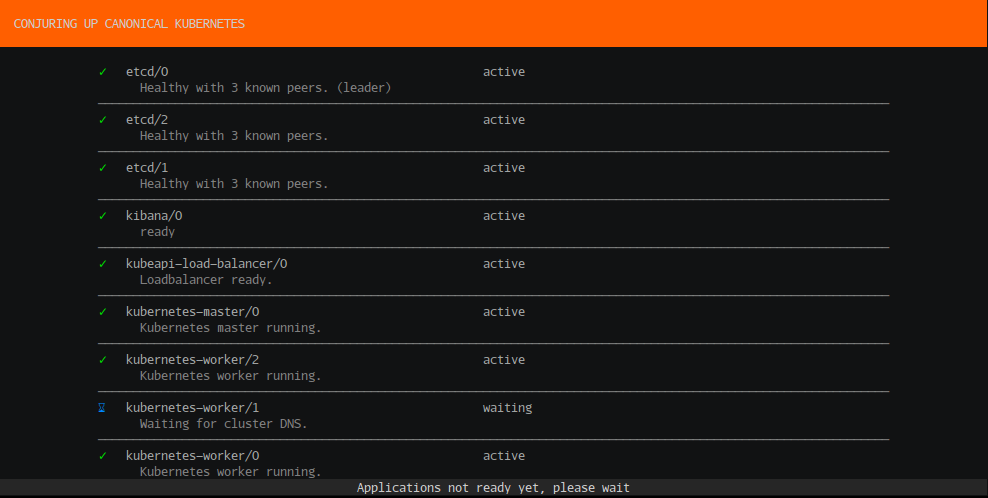 CONJURING UP CANONICAL KUBERNETES
✓ etcd/0 active
Healthy with 3 known peers. (leader)
✓ etcd/2 active
Healthy with 3 known peers.
✓ etcd/1 active
Healthy with 3 known peers.
✓ kibana/0 active
ready
✓ kubeapi-load-balancer/0 active
Loadbalancer ready.
✓ kubernetes-master/0 active
Kubernetes master running.
✓ kubernetes-worker/2 active
Kubernetes worker running.
⌛ kubernetes-worker/1 waiting
Waiting for cluster DNS.
✓ kubernetes-worker/0 active
Kubernetes worker running.
Applications not ready yet, please wait